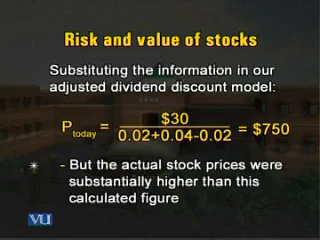 Risk and value of stocks
Substituting the information in our
adjusted dividend discount model:
P today = $30 / 0.02+0.04-0.02 = $750
- But the actual stock prices were
substantially higher than this
calculated figure
VU